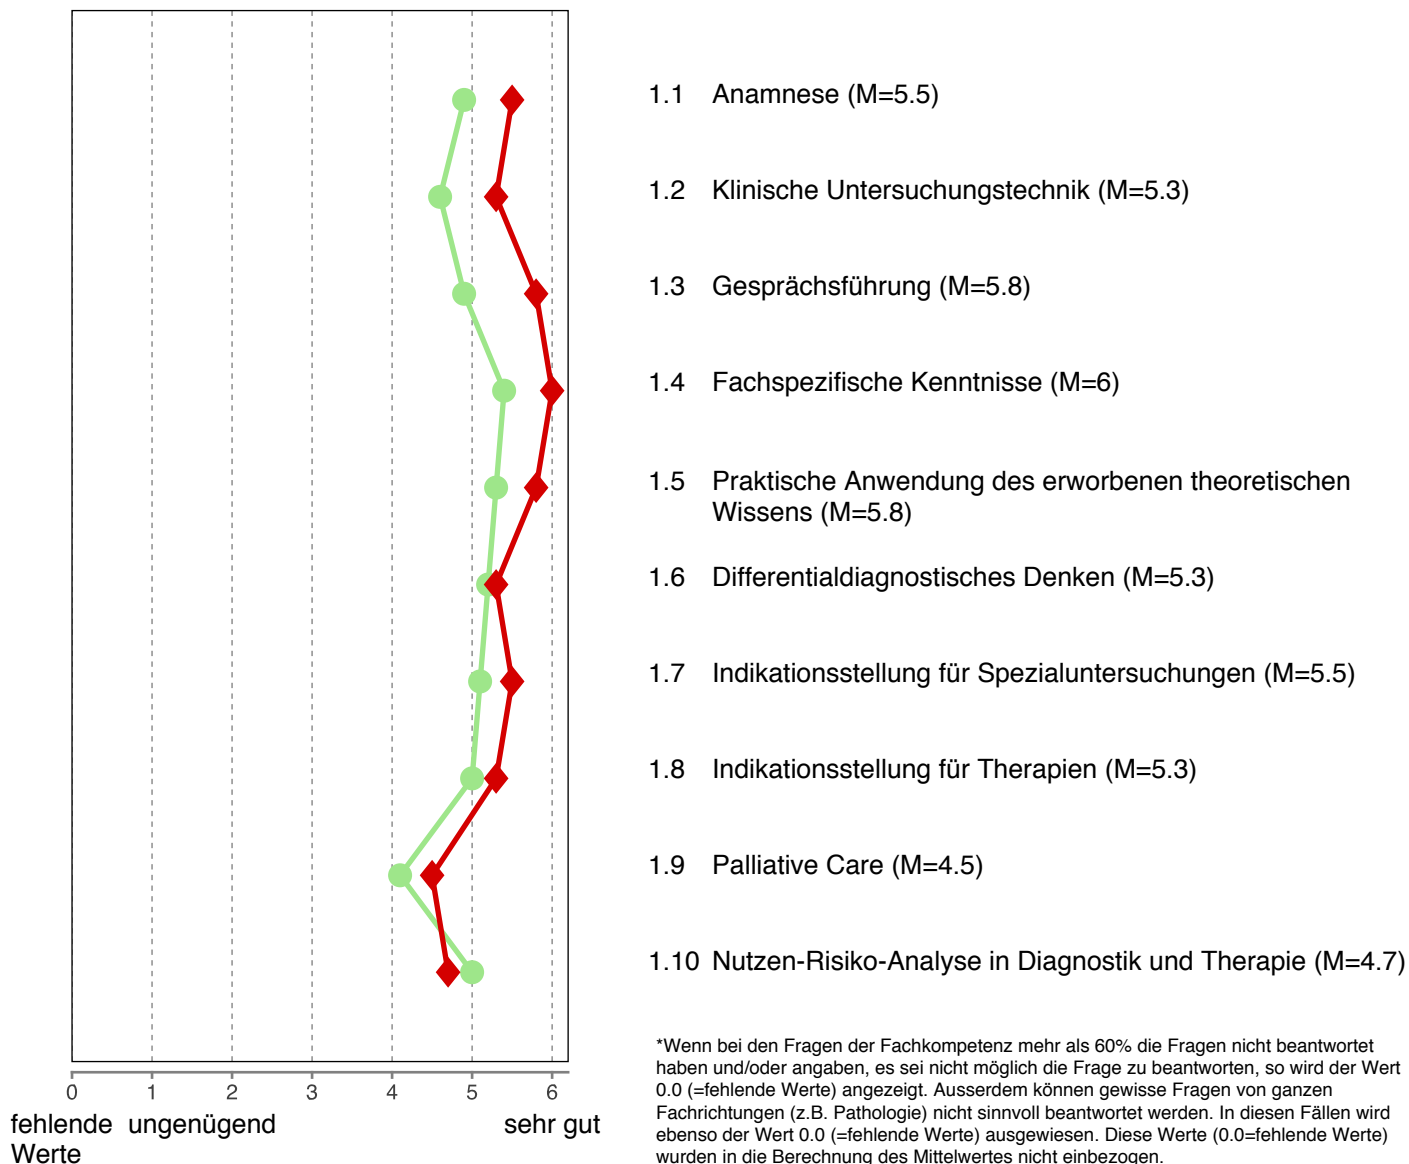 1.1 Anamnese (M=5.5)
1.2 Klinische Untersuchungstechnik (M=5.3)
1.3 Gesprächsführung (M=5.8)
1.4 Fachspezifische Kenntnisse (M=6)
1.5 Praktische Anwendung des erworbenen theoretischen
Wissens (M=5.8)
1.6 Differentialdiagnostisches Denken (M=5.3)
1.7 Indikationsstellung für Spezialuntersuchungen (M=5.5)
1.8 Indikationsstellung für Therapien (M=5.3)
1.9 Palliative Care (M=4.5)
1.10 Nutzen-Risiko-Analyse in Diagnostik und Therapie (M=4.7)
0 1 2 3 4 5 6
fehlende ungenügend sehr gut
Werte
*Wenn bei den Fragen der Fachkompetenz mehr als 60% die Fragen nicht beantwortet
haben und/oder angaben, es sei nicht möglich die Frage zu beantworten, so wird der Wert
0.0 (=fehlende Werte) angezeigt. Ausserdem können gewisse Fragen von ganzen
Fachrichtungen (z.B. Pathologie) nicht sinnvoll beantwortet werden. In diesen Fällen wird
ebenso der Wert 0.0 (=fehlende Werte) ausgewiesen. Diese Werte (0.0=fehlende Werte)
wurden in die Berechnung des Mittelwertes nicht einbezogen.